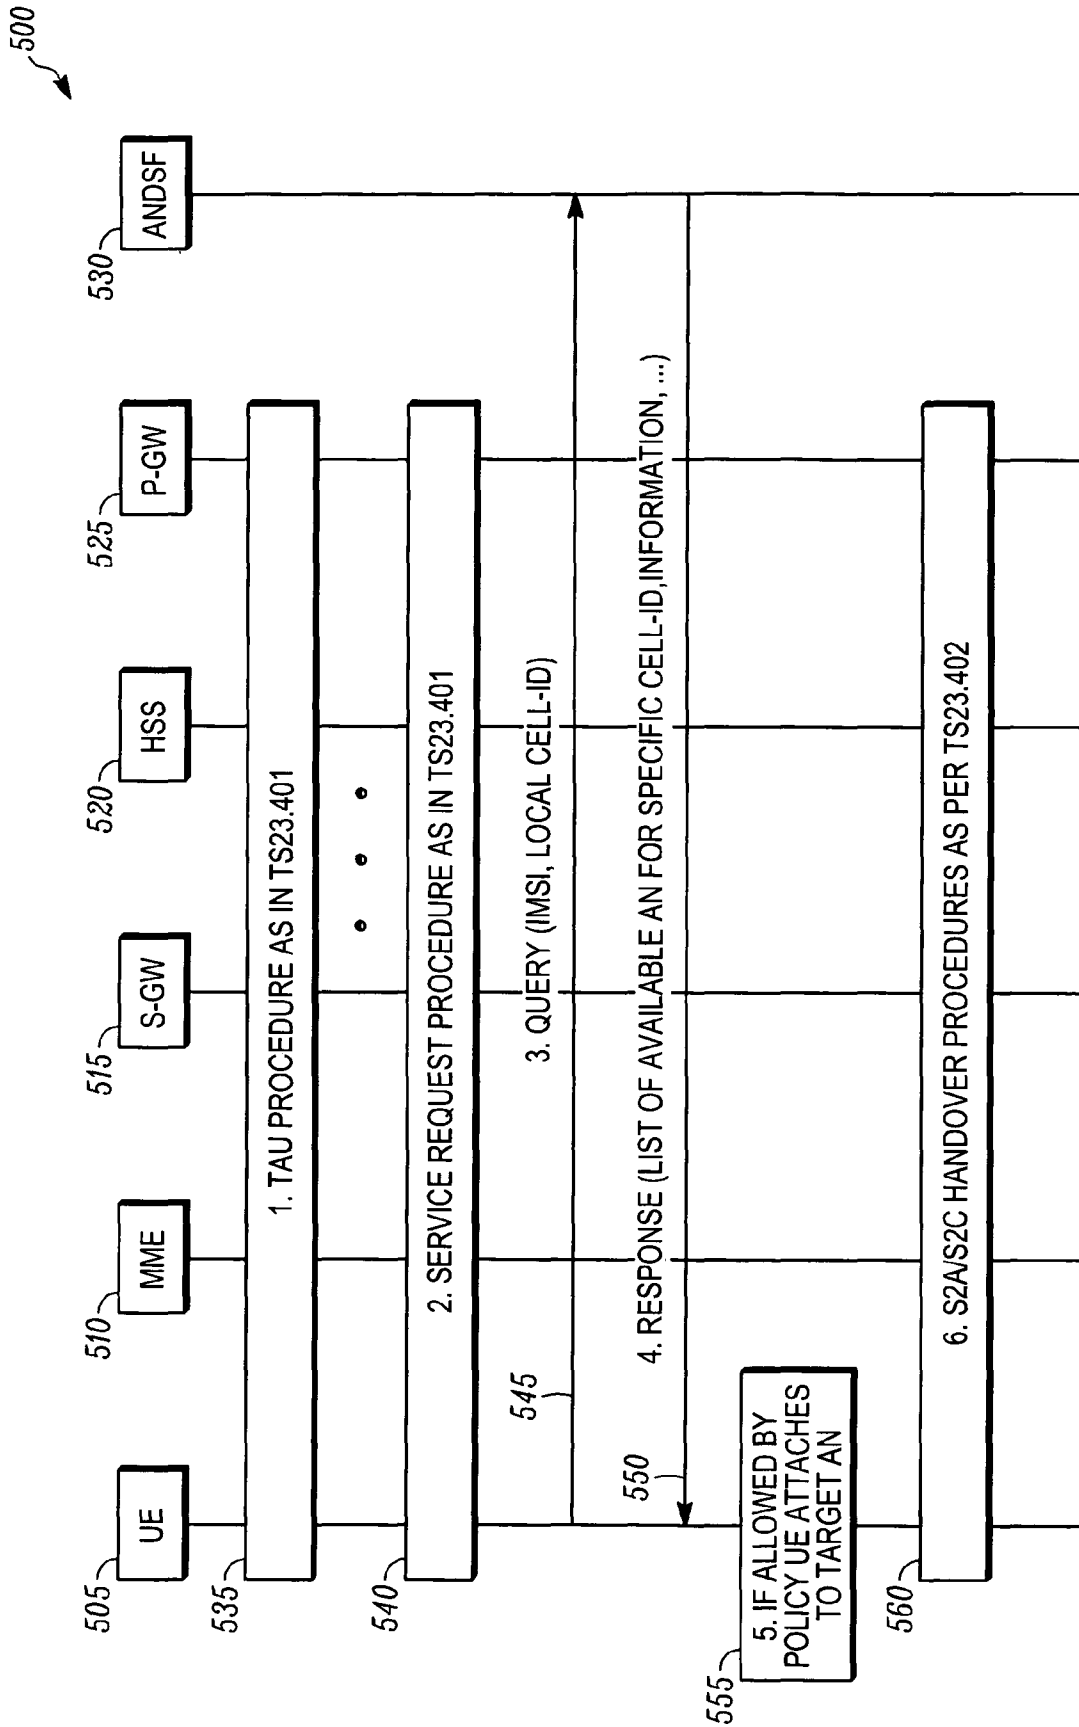 500
505
UE
510
MME
515
S-GW
520
HSS
525
P-GW
530
ANDSF
535
1. TAU PROCEDURE AS IN TS23.401
540
2. SERVICE REQUEST PROCEDURE AS IN TS23.401
545
3. QUERY (IMSI, LOCAL CELL-ID)
550
4. RESPONSE (LIST OF AVAILABLE AN FOR SPECIFIC CELL-ID,INFORMATION, ...)
555
5. IF ALLOWED BY
POLICY UE ATTACHES
TO TARGET AN
560
6. S2A/S2C HANDOVER PROCEDURES AS PER TS23.402